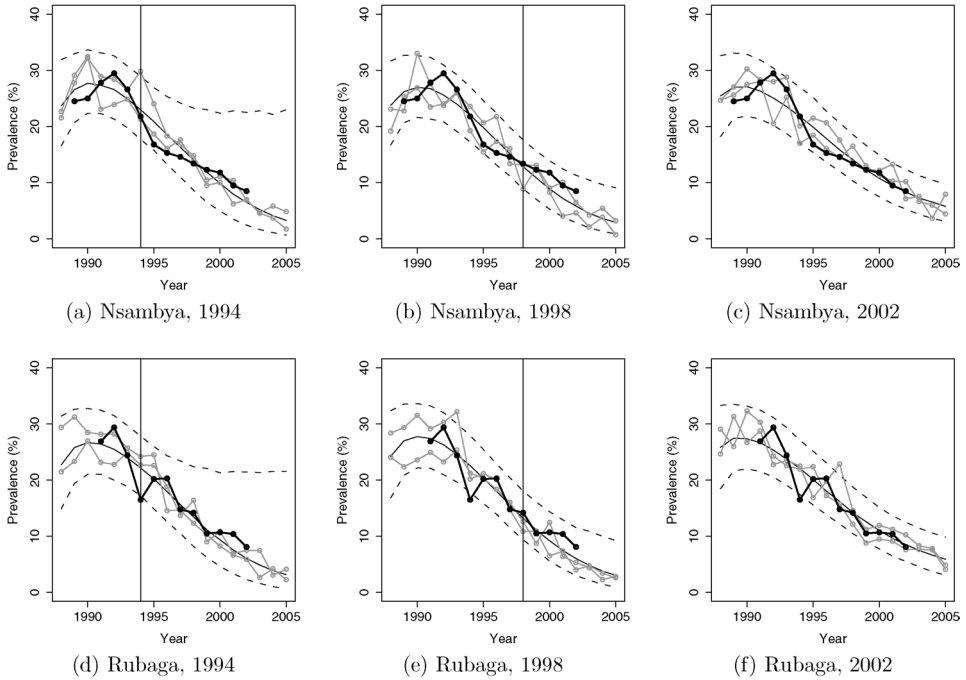 40
30
20
10
0
Prevalence (%)
1990 1995 2000 2005
Year
(a) Nsambya, 1994
40
30
20
10
0
Prevalence (%)
1990 1995 2000 2005
Year
(b) Nsambya, 1998
40
30
20
10
0
Prevalence (%)
1990 1995 2000 2005
Year
(c) Nsambya, 2002
40
30
20
10
0
Prevalence (%)
1990 1995 2000 2005
Year
(d) Rubaga, 1994
40
30
20
10
0
Prevalence (%)
1990 1995 2000 2005
Year
(e) Rubaga, 1998
40
30
20
10
0
Prevalence (%)
1990 1995 2000 2005
Year
(f) Rubaga, 2002